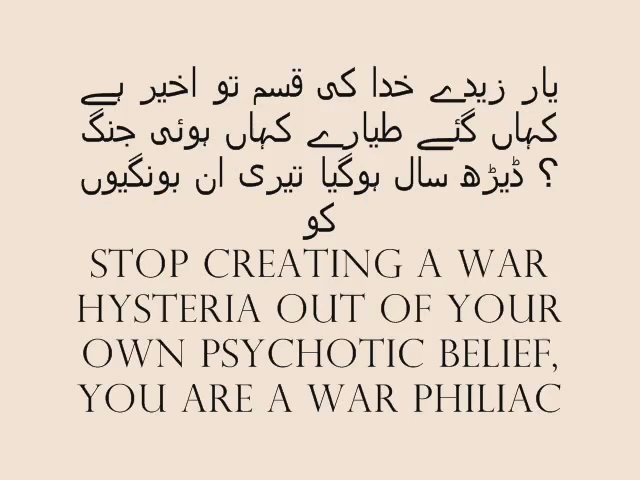 یار زیدے خدا کی قسم تو اخیر ہے
کہاں گئے طیارے کہاں ہوئی جنگ
؟ ڈیڑھ سال ہوگیا تیری ان بونگیوں
کو
STOP CREATING A WAR
HYSTERIA OUT OF YOUR
OWN PSYCHOTIC BELIEF,
YOU ARE A WAR PHILIAC